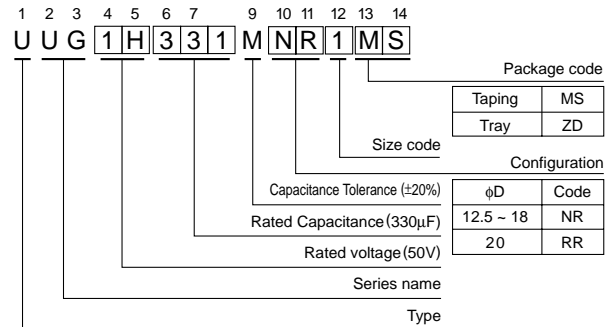 1 2 3 4 5 6 7 9 10 11 12 13 14
U U G 1 H 3 3 1 M N R 1 M S
Package code
Taping MS
Tray ZD
Size code
Configuration
Capacitance Tolerance (±20%)
ϕD Code
12.5 ~ 18 NR
Rated Capacitance (330µF)
20 RR
Rated voltage (50V)
Series name
Type